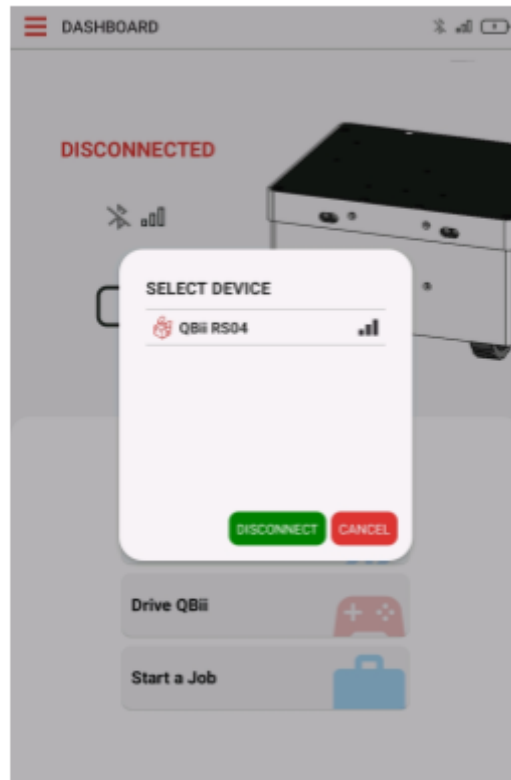 DASHBOARD
DISCONNECTED
SELECT DEVICE
QBii RS04
DISCONNECT CANCEL
Drive QBii
Start a Job